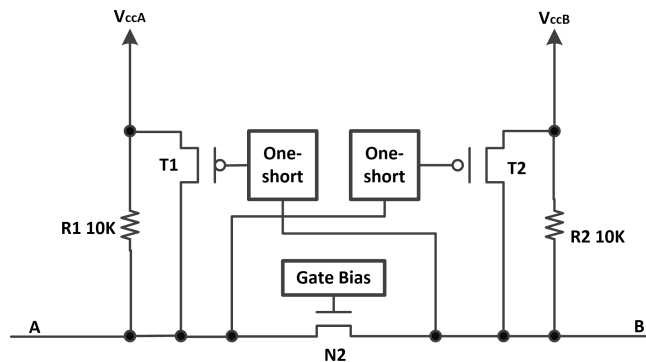 VccA
VccB
T1
One-
short
One-
short
T2
R1 10K
R2 10K
Gate Bias
A
B
N2